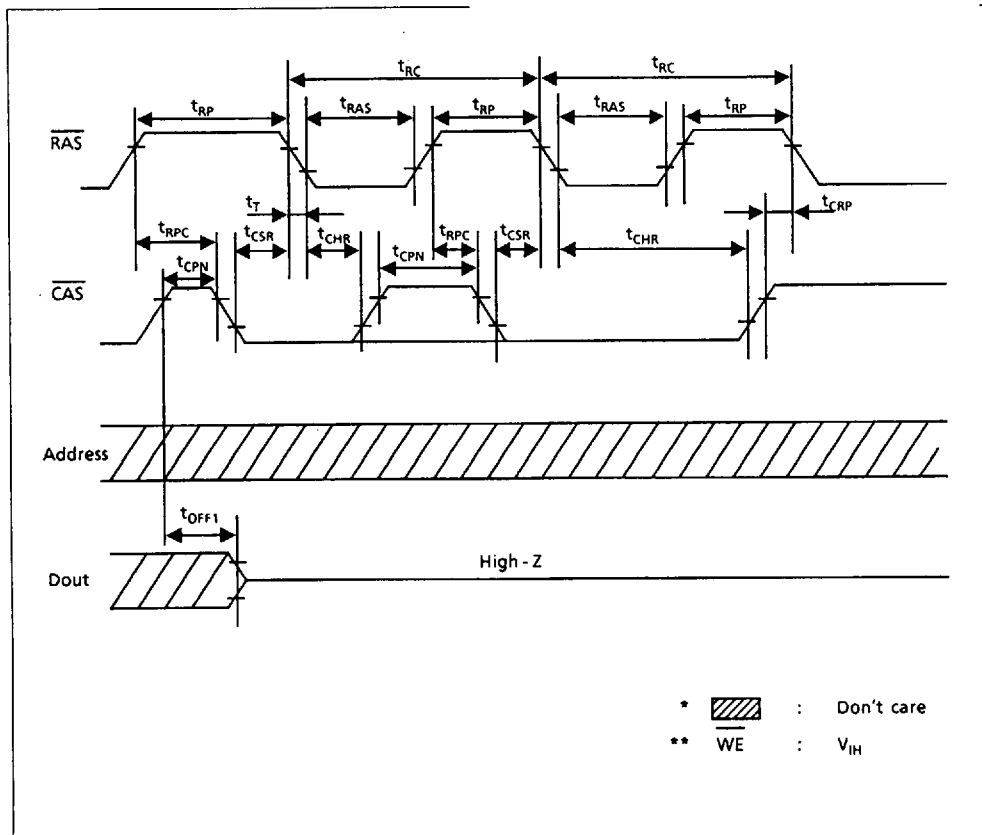 tRC tRC
tRP tRAS tRP tRAS tRP
RAS
tT
tCRP
tRPC tCSR tCHR tRPC tCSR tCHR
tCPN tCPN
CAS
Address
tOFF1
High - Z
Dout
* : Don't care
** WE : VIH